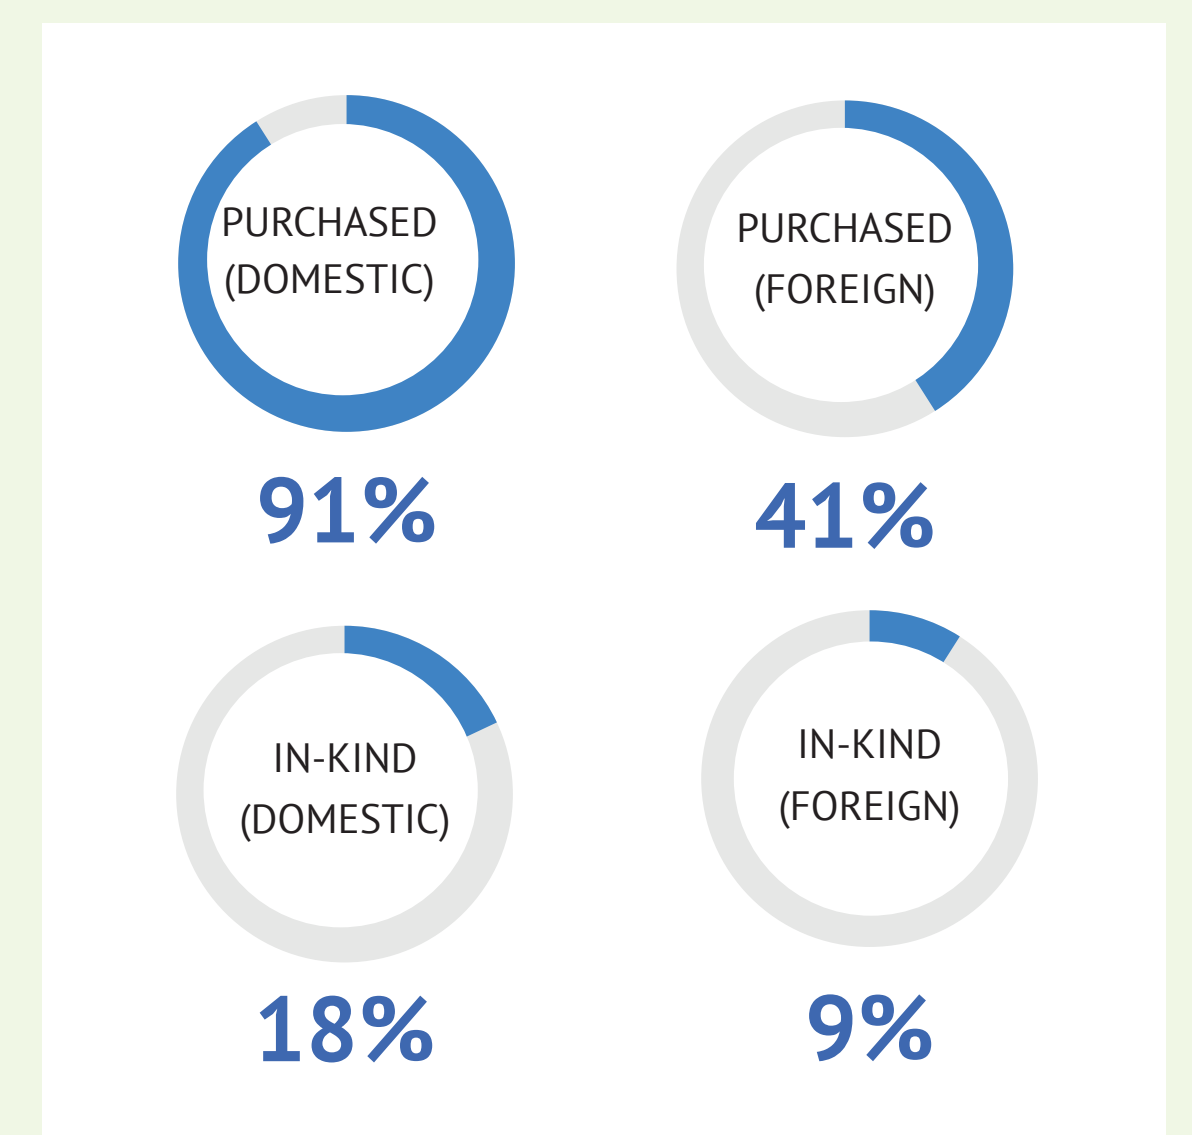 PURCHASED
(DOMESTIC)
91%
PURCHASED
(FOREIGN)
41%
IN-KIND
(DOMESTIC)
18%
IN-KIND
(FOREIGN)
9%